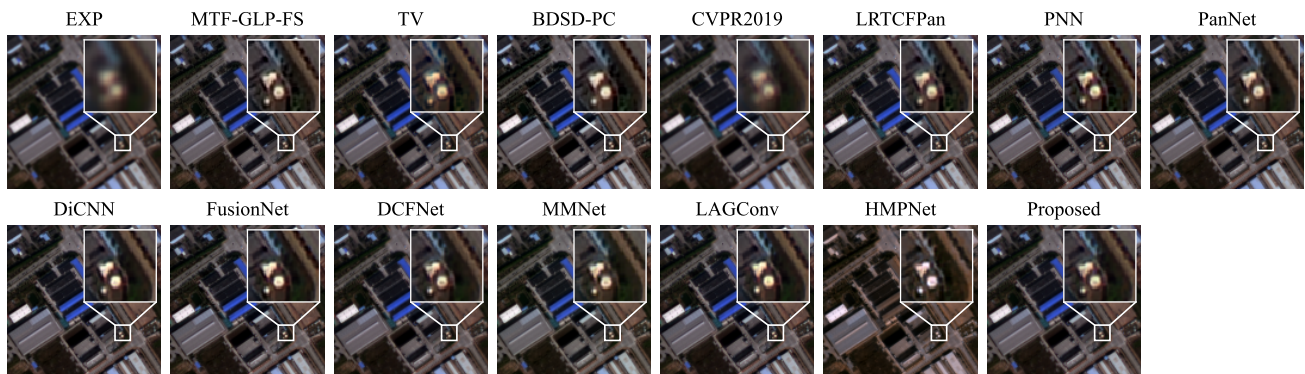 EXP MTF-GLP-FS TV BDSD-PC CVPR2019 LRTCFPan PNN PanNet
DiCNN FusionNet DCFNet MMNet LAGConv HMPNet Proposed